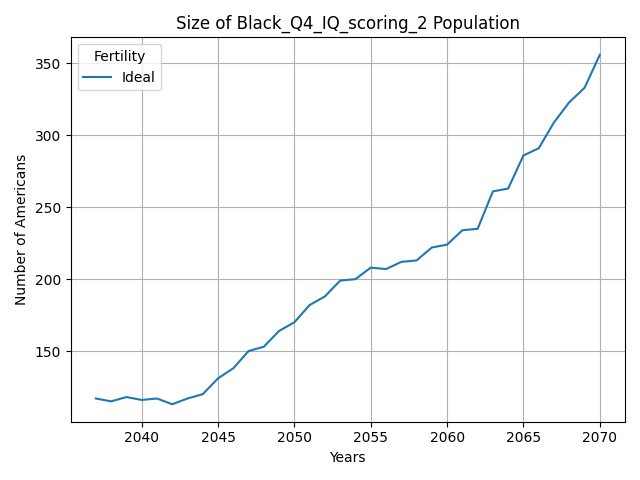 Size of Black_Q4_IQ_scoring_2 Population
Fertility
Ideal
Number of Americans
350
300
250
200
150
2040 2045 2050 2055 2060 2065 2070
Years